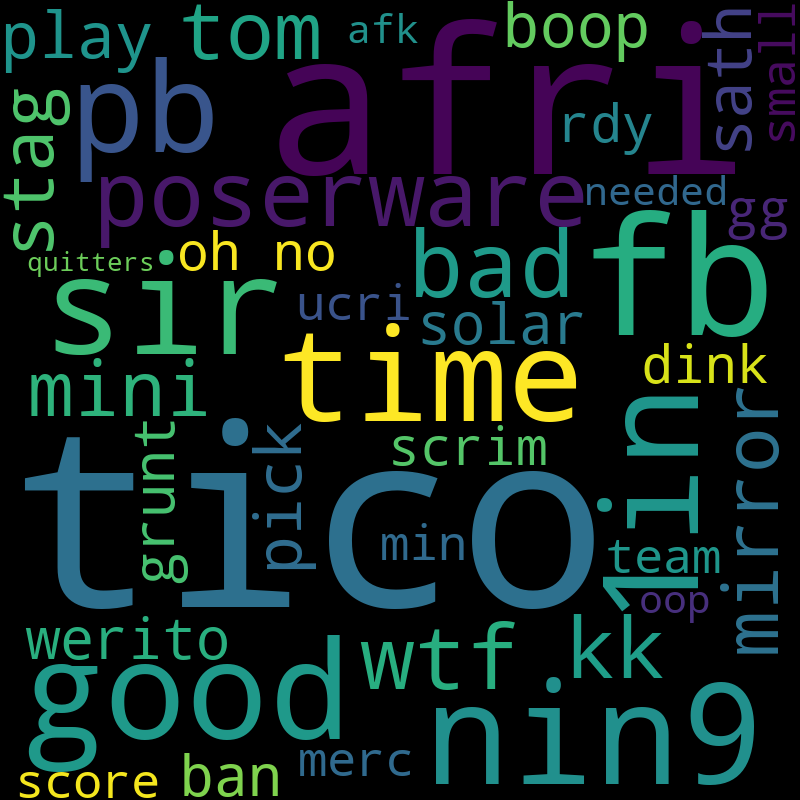 play
tom
afk
boop
sath
small
pb
afri
rdy
stag
poserware
needed
gg
quitters
oh no
sir
ucri
bad
solar
fb
mini
time
dink
tico
grunt
pick
scrim
min
1in
mirror
team
oop
werito
good
wtf
kk
nin9
score
ban
merc